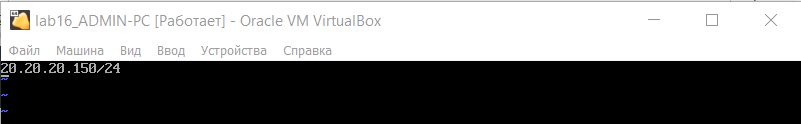 lab16_ADMIN-PC [Работает] - Oracle VM VirtualBox
Файл Машина Вид Ввод Устройства Справка
20.20.20.150/24
~
~
~